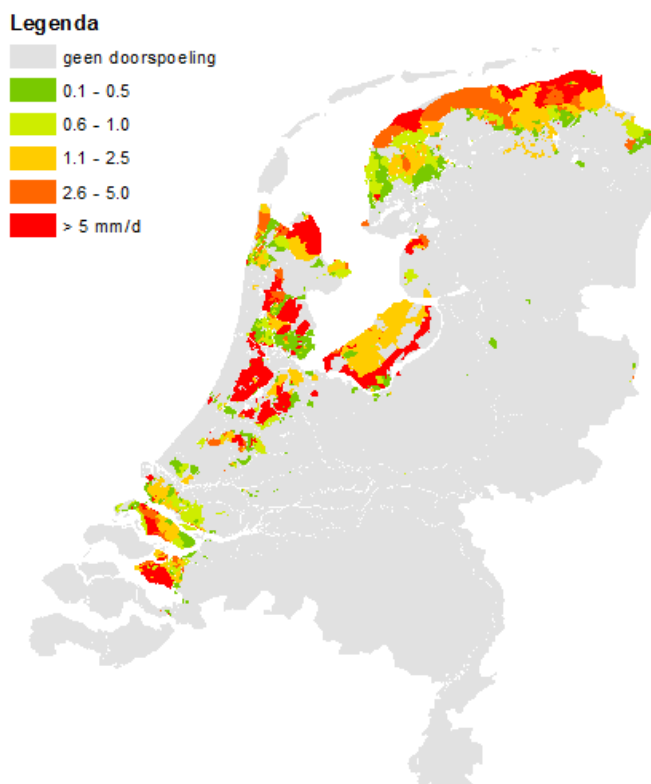 Legenda
geen doorspoeling
0.1 - 0.5
0.6 - 1.0
1.1 - 2.5
2.6 - 5.0
> 5 mm/d